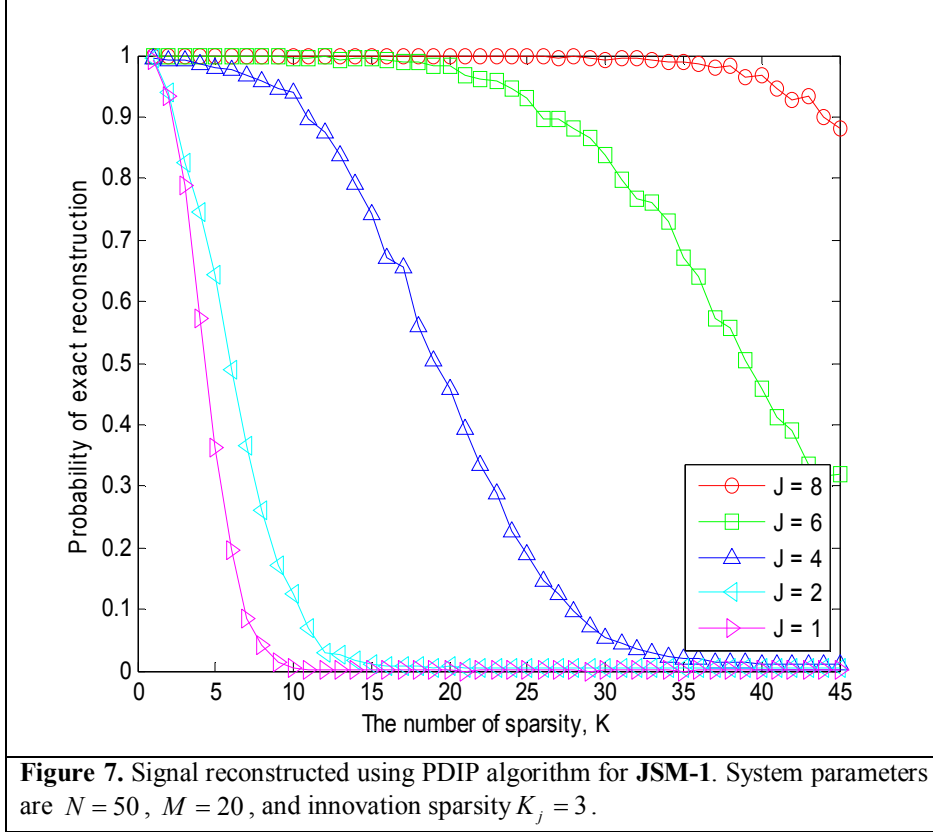 1
0.9
0.8
0.7
0.6
0.5
0.4
0.3
0.2
0.1
0
Probability of exact reconstruction
0 5 10 15 20 25 30 35 40 45
The number of sparsity, K
J = 8
J = 6
J = 4
J = 2
J = 1
Figure 7. Signal reconstructed using PDIP algorithm for JSM-1. System parameters
are N = 50 , M = 20 , and innovation sparsity K_j = 3 .